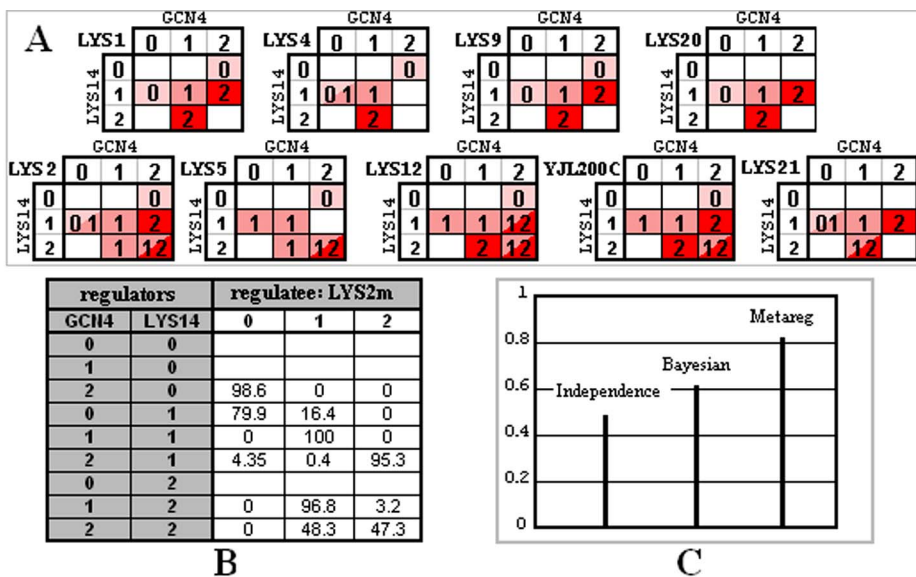 A
GCN4 GCN4 GCN4 GCN4
LYS1 0 1 2 LYS4 0 1 2 LYS9 0 1 2 LYS20 0 1 2
LYS14 LYS14 LYS14 LYS14
0 0 0 0 0 0 0
1 0 1 2 1 0 1 1 1 0 1 2 1 0 1 2
2 2 2 2 2 2 2 2
GCN4 GCN4 GCN4 GCN4 GCN4
LYS2 0 1 2 LYS5 0 1 2 LYS12 0 1 2 YJL200C 0 1 2 LYS21 0 1 2
LYS14 LYS14 LYS14 LYS14 LYS14
0 0 0 0 0 0 0 0 0
1 0 1 1 2 1 1 1 1 1 1 12 1 1 1 2 1 01 1 2
2 1 12 2 1 12 2 2 12 2 2 12 2 12
regulators regulatee: LYS2m
GCN4 LYS14 0 1 2
0 0
1 0
2 0 98.6 0 0
0 1 79.9 16.4 0
1 1 0 100 0
2 1 4.35 0.4 95.3
0 2
1 2 0 96.8 3.2
2 2 0 48.3 47.3
B
1
0.8
0.6
0.4
0.2
0
Metareg
Bayesian
Independence
C